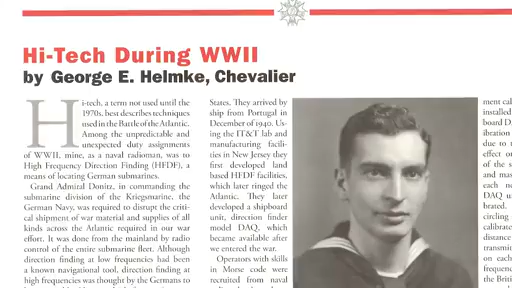 Hi-Tech During WWII
by George E. Helmke, Chevalier
Hi-tech, a term not used until the
1970s, best describes techniques
used in the Battle of the Atlantic.
Among the unpredictable and
unexpected duty assignments
of WWII, mine, as a naval radioman, was to
High Frequency Direction Finding (HFDF), a
means of locating German submarines.
Grand Admiral Donitz, in commanding the
submarine division of the Kriegsmarine, the
German Navy, was required to disrupt the criti-
cal shipment of war material and supplies of all
kinds across the Atlantic required in our war
effort. It was done from the mainland by radio
control of the entire submarine fleet. Although
direction finding at low frequencies had been
a known navigational tool, direction finding at
high frequencies was thought by the Germans to
States. They arrived by
ship from Portugal in
December of 1940. Us-
ing the IT&T lab and
manufacturing facili-
ties in New Jersey they
first developed land
based HFDF facilities,
which later ringed the
Atlantic. They later
developed a shipboard
unit, direction finder
model DAQ, which
became available after
we entered the war.
Operators with skills
in Morse code were
recruited from naval
ment cal
installed
board D
ibration
due to
effect o
of the s
and mas
each n
DAQ u
brated.
circling
calibrate
distance
transmit
on each
frequenc
the Brit